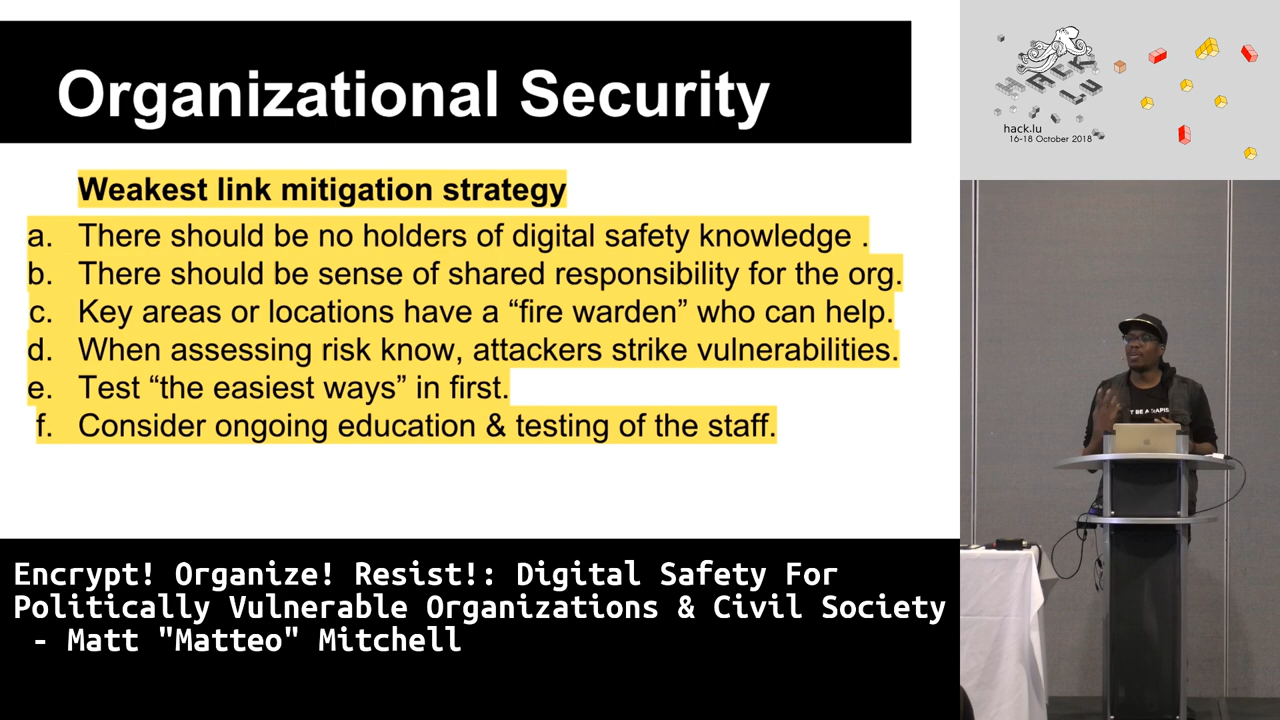 Organizational Security
Weakest link mitigation strategy
a. There should be no holders of digital safety knowledge .
b. There should be sense of shared responsibility for the org.
c. Key areas or locations have a “fire warden” who can help.
d. When assessing risk know, attackers strike vulnerabilities.
e. Test “the easiest ways” in first.
f. Consider ongoing education & testing of the staff.
HACK
LU
hack.lu
16-18 October 2018
Encrypt! Organize! Resist!: Digital Safety For
Politically Vulnerable Organizations & Civil Society
- Matt "Matteo" Mitchell